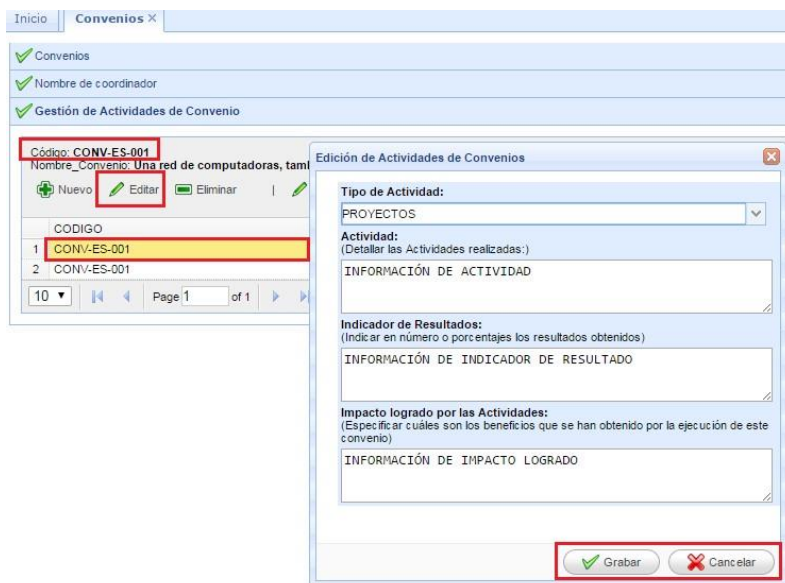 Inicio
Convenios ×
Convenios
Nombre de coordinador
Gestión de Actividades de Convenio
Código: CONV-ES-001
Nombre_Convenio: Una red de computadoras, tamb
Nuevo Editar Eliminar |
CODIGO
1 CONV-ES-001
2 CONV-ES-001
10 Page 1 of 1
Edición de Actividades de Convenios
Tipo de Actividad:
PROYECTOS
Actividad:
(Detallar las Actividades realizadas:)
INFORMACIÓN DE ACTIVIDAD
Indicador de Resultados:
(Indicar en número o porcentajes los resultados obtenidos)
INFORMACIÓN DE INDICADOR DE RESULTADO
Impacto logrado por las Actividades:
(Especificar cuáles son los beneficios que se han obtenido por la ejecución de este
convenio)
INFORMACIÓN DE IMPACTO LOGRADO
Grabar Cancelar